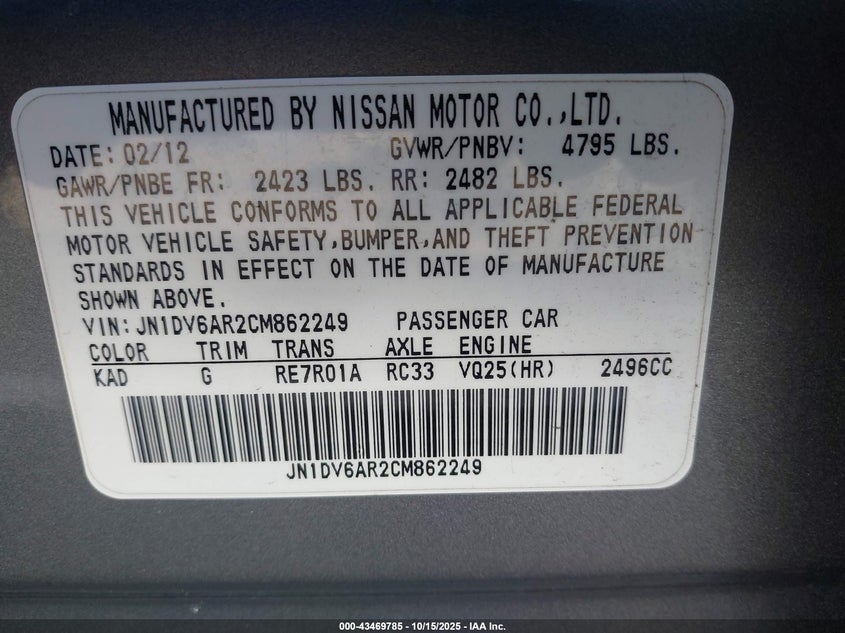 MANUFACTURED BY NISSAN MOTOR CO.,LTD.
DATE: 02/12 GVWR/PNBV: 4795 LBS.
GAWR/PNBE FR: 2423 LBS. RR: 2482 LBS.
THIS VEHICLE CONFORMS TO ALL APPLICABLE FEDERAL
MOTOR VEHICLE SAFETY,BUMPER,AND THEFT PREVENTION
STANDARDS IN EFFECT ON THE DATE OF MANUFACTURE
SHOWN ABOVE.
VIN:JN1DV6AR2CM862249 PASSENGER CAR
COLOR TRIM TRANS AXLE ENGINE
KAD G RE7R01A RC33 VQ25(HR) 2496CC
JN1DV6AR2CM862249
000-43469785 - 10/15/2025 - IAA Inc.